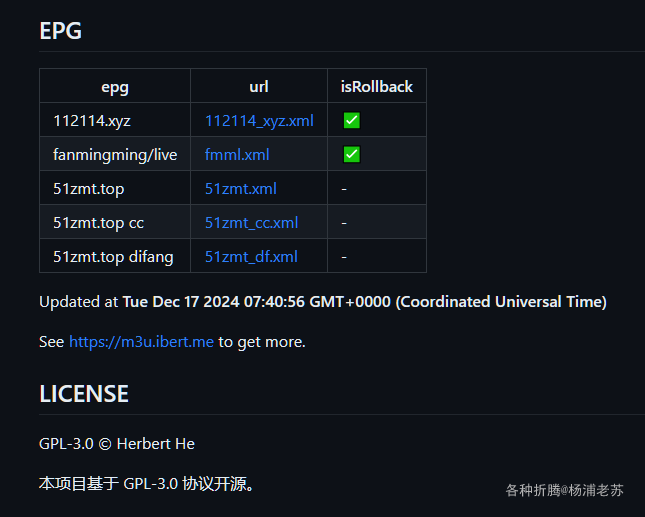 EPG
epg url isRollback
112114.xyz 112114_xyz.xml ✅
fanmingming/live fmml.xml ✅
51zmt.top 51zmt.xml -
51zmt.top cc 51zmt_cc.xml -
51zmt.top difang 51zmt_df.xml -
Updated at Tue Dec 17 2024 07:40:56 GMT+0000 (Coordinated Universal Time)
See https://m3u.ibert.me to get more.
LICENSE
GPL-3.0 © Herbert He
本项目基于 GPL-3.0 协议开源。
各种折腾@杨浦老苏